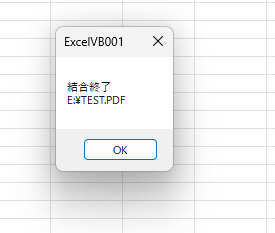 ExcelVB001
結合終了
E:¥TEST.PDF
OK